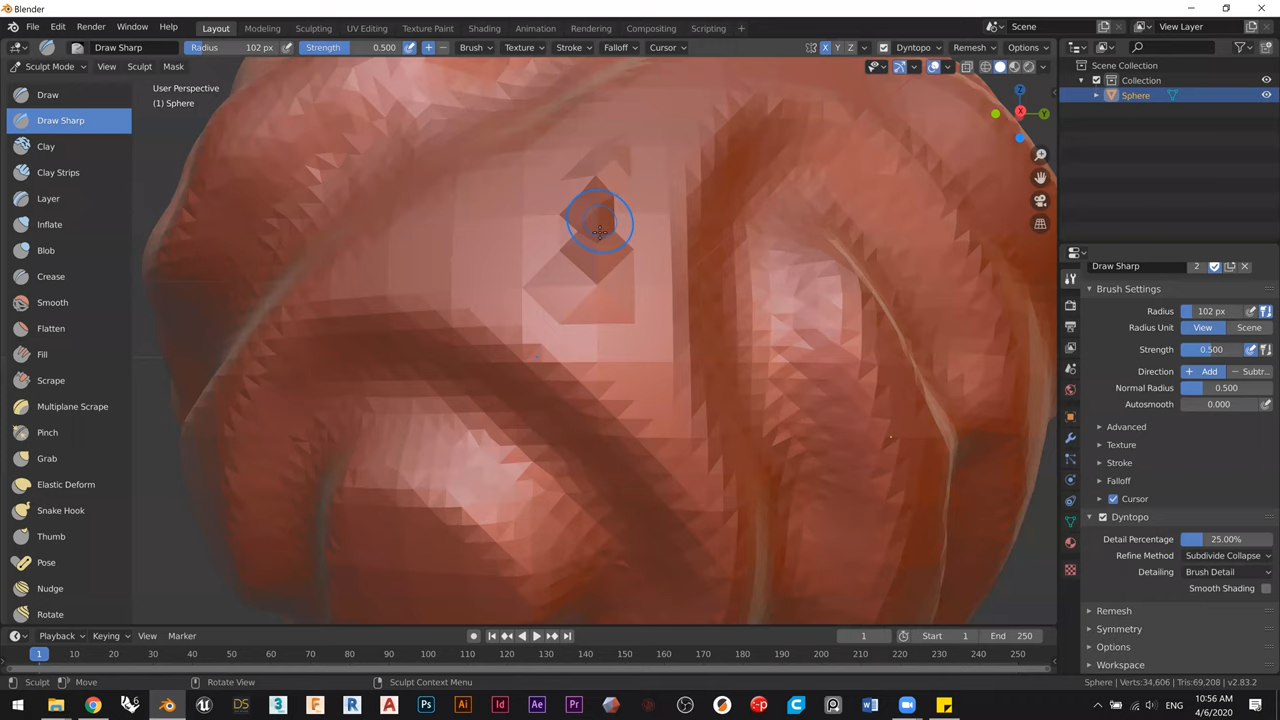 Blender
File Edit Render Window Help Layout Modeling Sculpting UV Editing Texture Paint Shading Animation Rendering Compositing Scripting + Scene View Layer
Draw Sharp Radius 102 px Strength 0.500 Brush Texture Stroke Falloff Cursor X Y Z Dyntopo Remesh Options
Sculpt Mode View Sculpt Mask
Scene Collection
Collection
Sphere
User Perspective
(1) Sphere
Draw
Draw Sharp
Clay
Clay Strips
Layer
Inflate
Blob
Crease
Smooth
Flatten
Fill
Scrape
Multiplane Scrape
Pinch
Grab
Elastic Deform
Snake Hook
Thumb
Pose
Nudge
Rotate
X
Y
Z
Draw Sharp 2
Brush Settings
Radius 102 px
Radius Unit View Scene
Strength 0.500
Direction + Add − Subtr...
Normal Radius 0.500
Autosmooth 0.000
Advanced
Texture
Stroke
Falloff
Cursor
Dyntopo
Detail Percentage 25.00%
Refine Method Subdivide Collapse
Detailing Brush Detail
Smooth Shading
Remesh
Symmetry
Options
Workspace
Playback Keying View Marker 1 Start 1 End 250
1 10 20 30 40 50 60 70 80 90 100 110 120 130 140 150 160 170 180 190 200 210 220 230 240 250
Sculpt Move Rotate View Sculpt Context Menu Sphere | Verts:34,606 | Tris:69,208 | v2.83.2
DS 3 F R A Ps Ai Id Ae Pr ENG 10:56 AM
4/6/2020